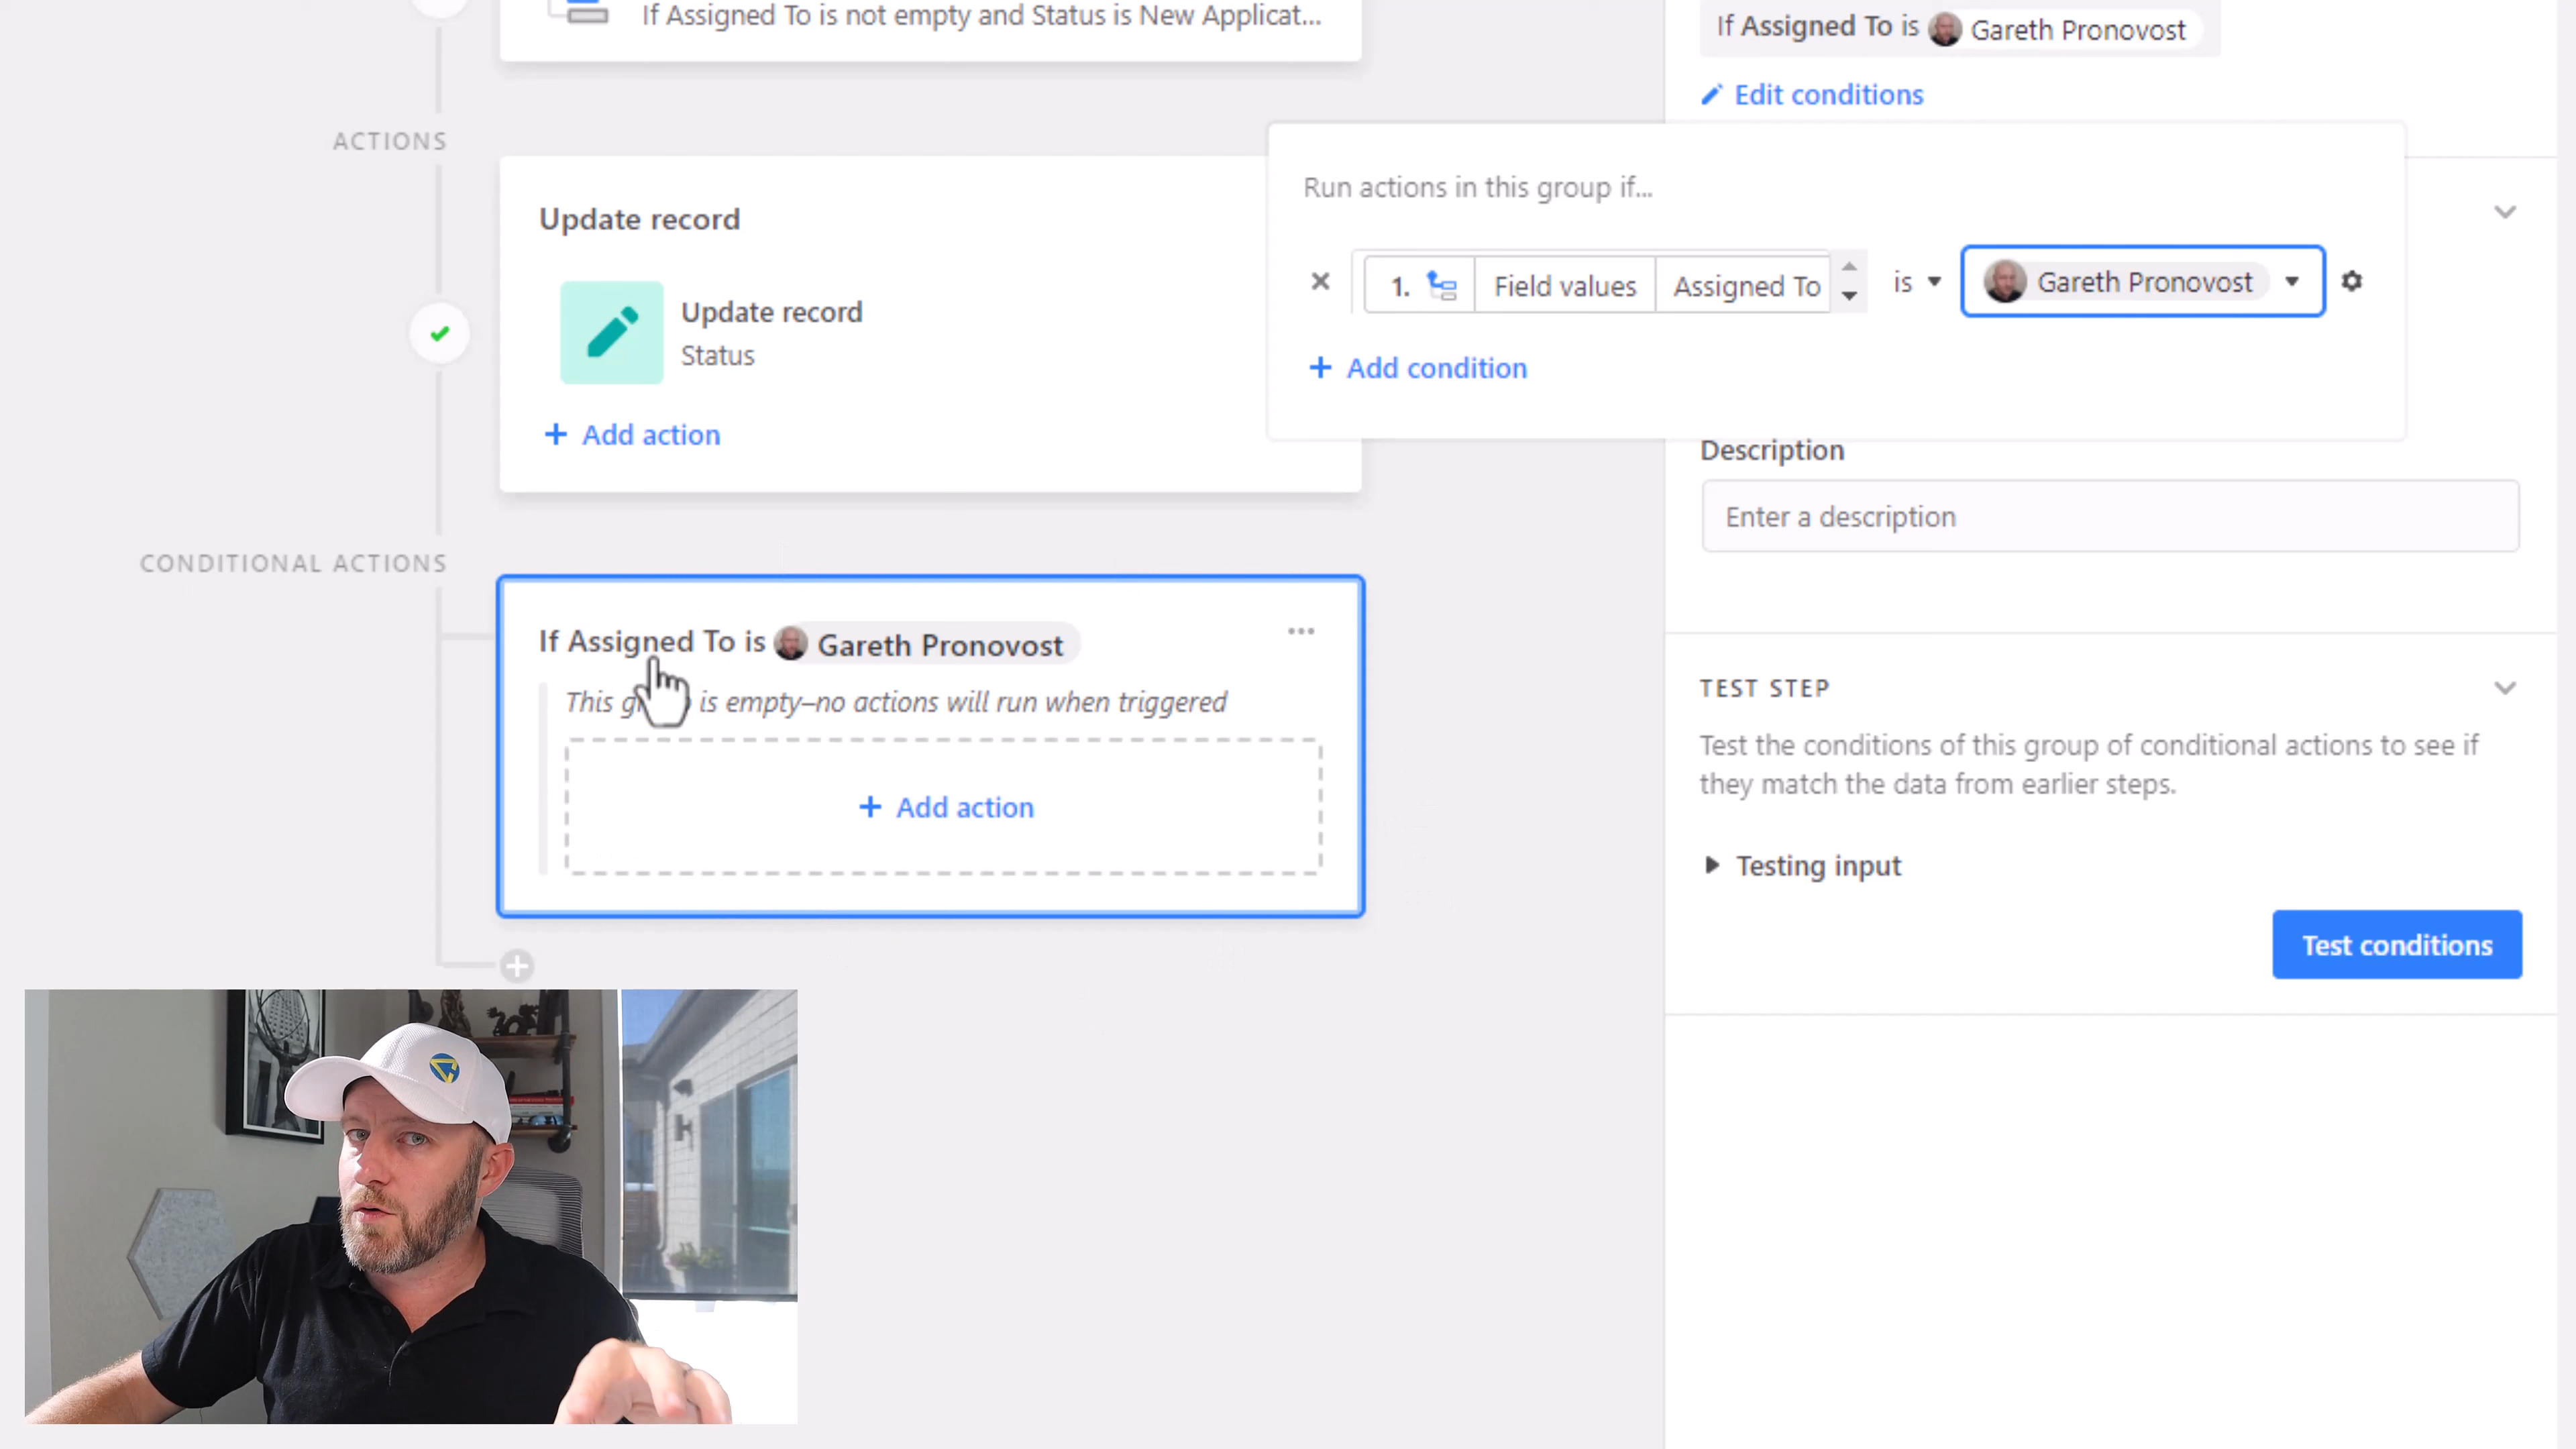 If Assigned To is not empty and Status is New Applicat...
ACTIONS
Update record
Update record
Status
+ Add action
CONDITIONAL ACTIONS
If Assigned To is Gareth Pronovost
This g is empty–no actions will run when triggered
+ Add action
If Assigned To is Gareth Pronovost
Edit conditions
Run actions in this group if...
1. Field values Assigned To is Gareth Pronovost
+ Add condition
Description
Enter a description
TEST STEP
Test the conditions of this group of conditional actions to see if
they match the data from earlier steps.
Testing input
Test conditions